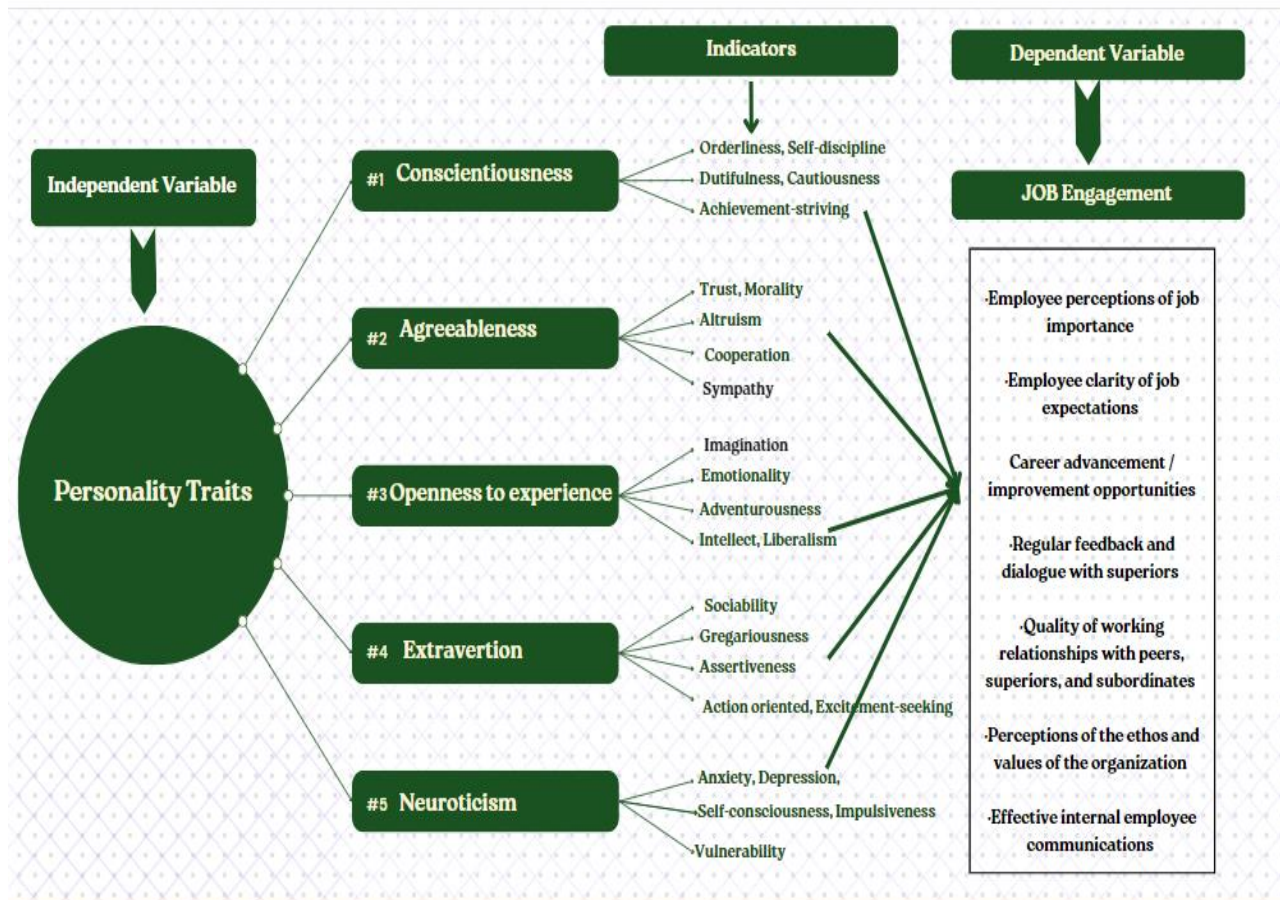 Indicators
Dependent Variable
Independent Variable
JOB Engagement
Personality Traits
#1 Conscientiousness
Orderliness, Self-discipline
Dutifulness, Cautiousness
Achievement-striving
#2 Agreeableness
Trust, Morality
Altruism
Cooperation
Sympathy
#3 Openness to experience
Imagination
Emotionality
Adventurousness
Intellect, Liberalism
#4 Extravertion
Sociability
Gregariousness
Assertiveness
Action oriented, Excitement-seeking
#5 Neuroticism
Anxiety, Depression,
Self-consciousness, Impulsiveness
Vulnerability
·Employee perceptions of job
importance
·Employee clarity of job
expectations
Career advancement /
improvement opportunities
·Regular feedback and
dialogue with superiors
·Quality of working
relationships with peers,
superiors, and subordinates
·Perceptions of the ethos and
values of the organization
·Effective internal employee
communications